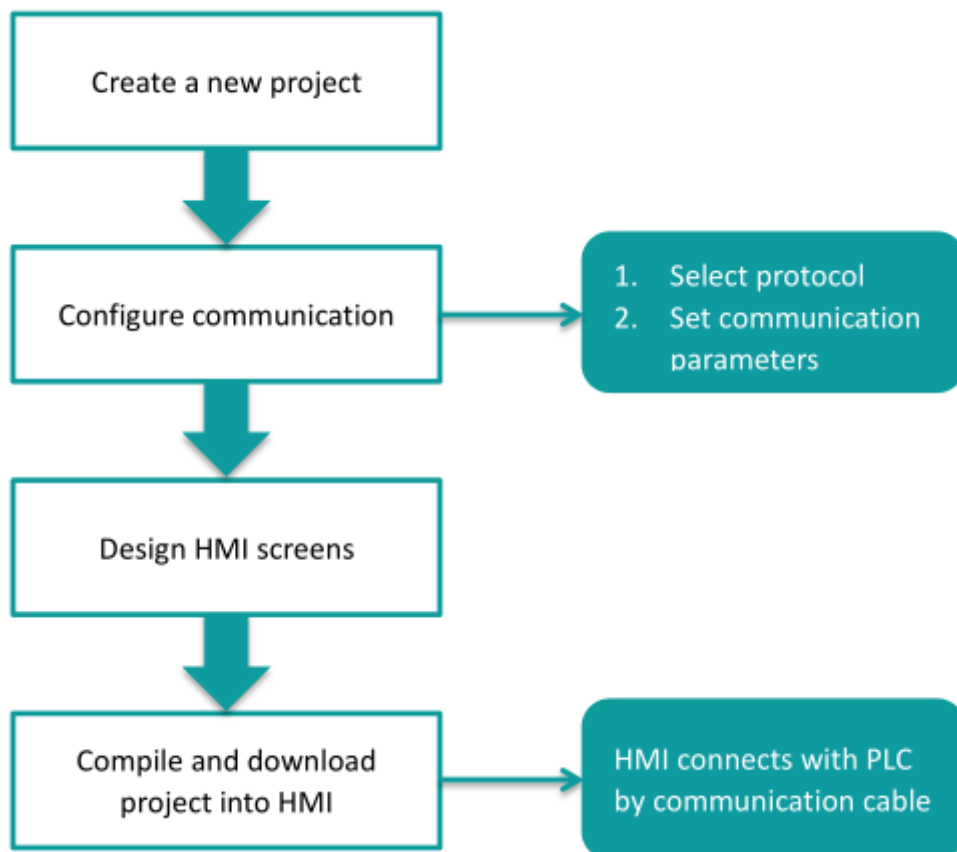 Create a new project
Configure communication
1. Select protocol
2. Set communication
parameters
Design HMI screens
Compile and download
project into HMI
HMI connects with PLC
by communication cable